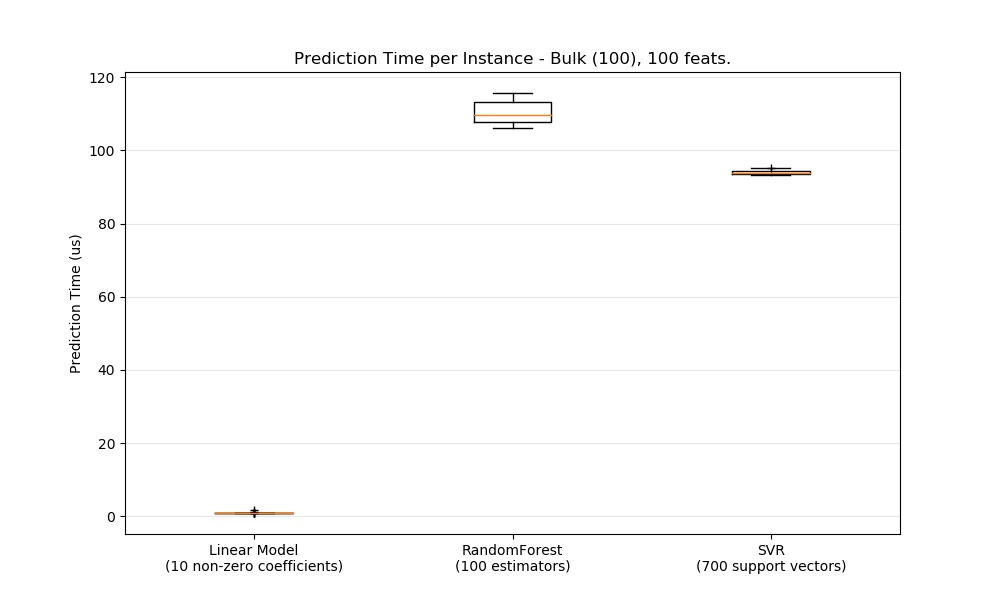 Prediction Time per Instance - Bulk (100), 100 feats.
120
100
80
60
40
20
0
Prediction Time (us)
Linear Model
(10 non-zero coefficients)
RandomForest
(100 estimators)
SVR
(700 support vectors)